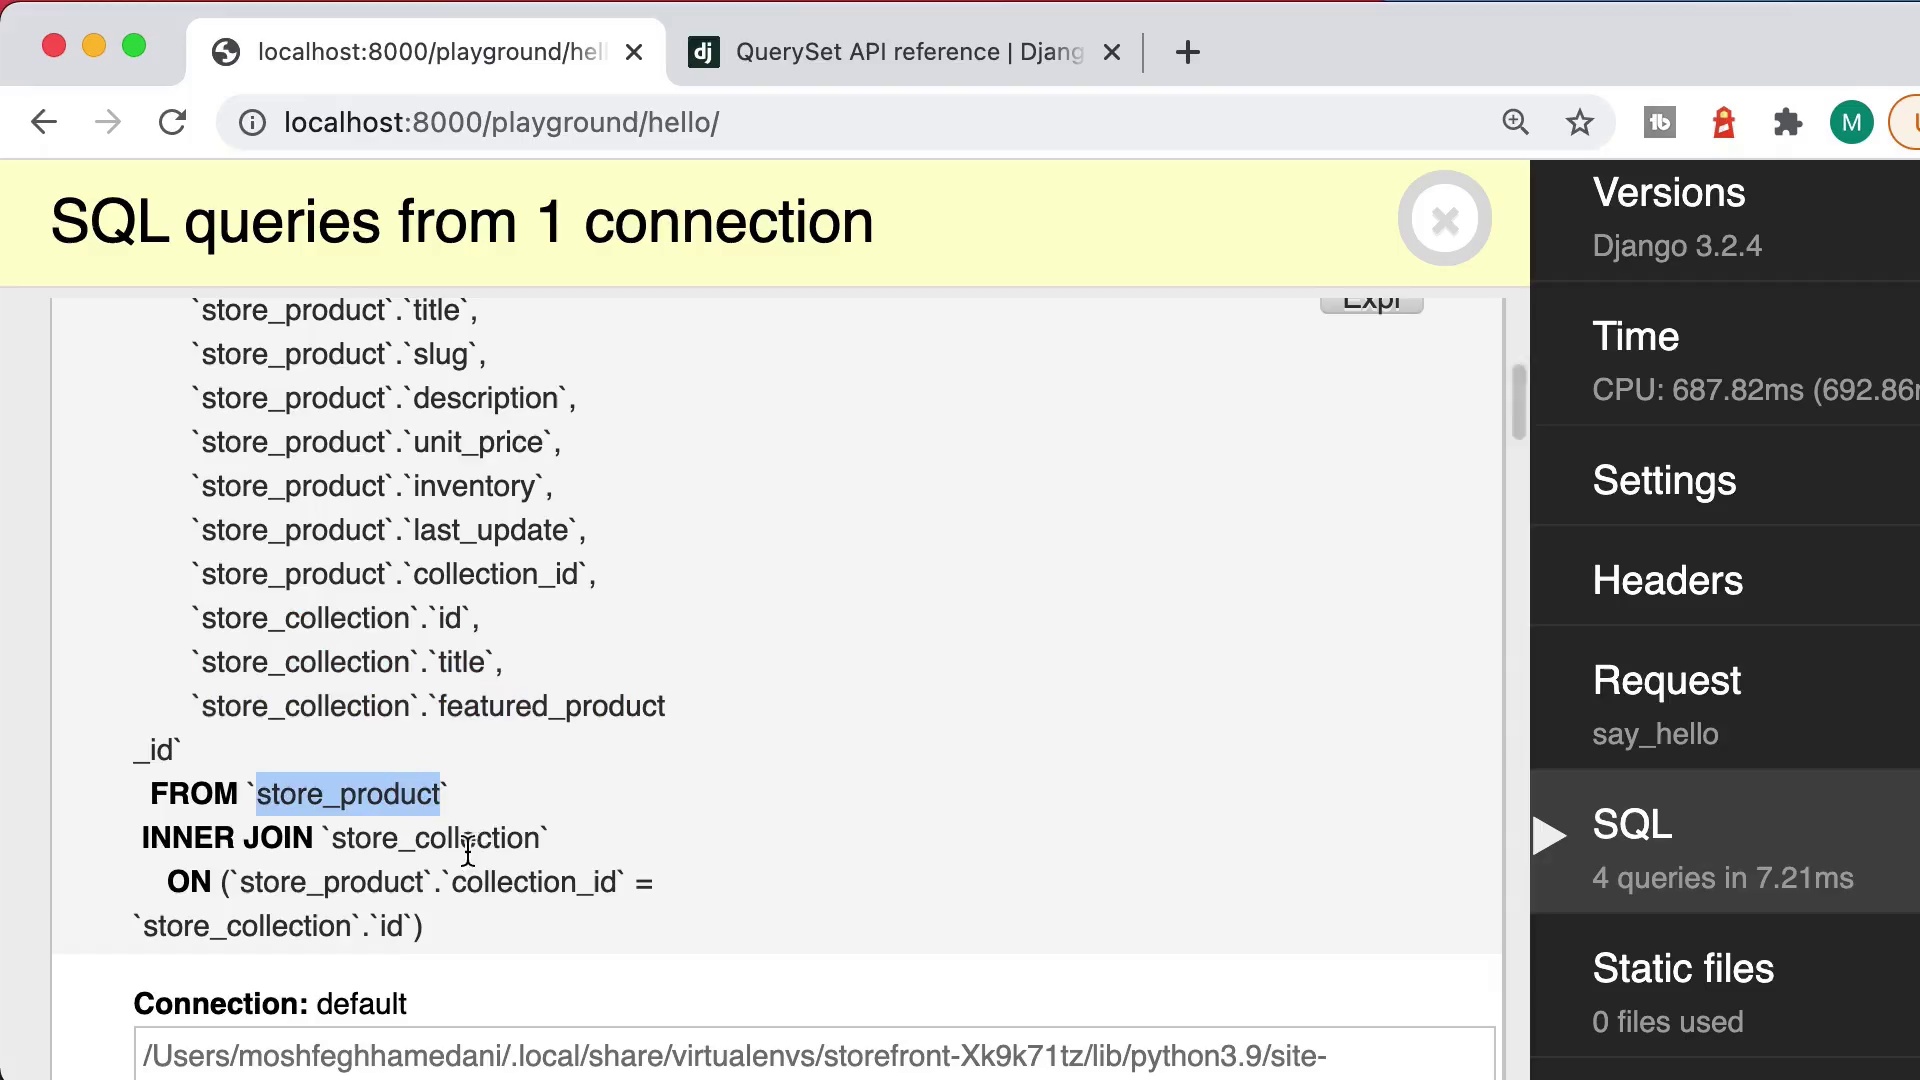 localhost:8000/playground/hell
QuerySet API reference | Djang
localhost:8000/playground/hello/
M
SQL queries from 1 connection
`store_product`.`title`,
Expl
`store_product`.`slug`,
`store_product`.`description`,
`store_product`.`unit_price`,
`store_product`.`inventory`,
`store_product`.`last_update`,
`store_product`.`collection_id`,
`store_collection`.`id`,
`store_collection`.`title`,
`store_collection`.`featured_product
_id`
FROM `store_product`
INNER JOIN `store_collection`
ON (`store_product`.`collection_id` =
`store_collection`.`id`)
Connection: default
/Users/moshfeghhamedani/.local/share/virtualenvs/storefront-Xk9k71tz/lib/python3.9/site-
Versions
Django 3.2.4
Time
CPU: 687.82ms (692.86m
Settings
Headers
Request
say_hello
SQL
4 queries in 7.21ms
Static files
0 files used